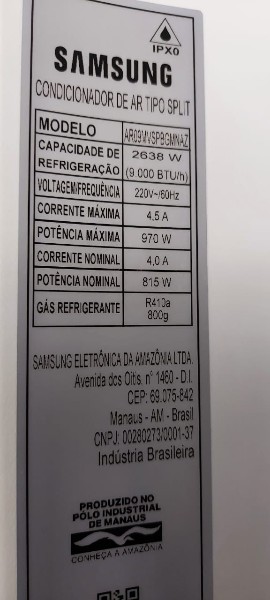 IPX0
SAMSUNG
CONDICIONADOR DE AR TIPO SPLIT
MODELO AR09MVSPBGMNAZ
CAPACIDADE DE REFRIGERAÇÃO 2638 W (9.000 BTU/h)
VOLTAGEM/FREQUÊNCIA 220V~/60Hz
CORRENTE MÁXIMA 4,5 A
POTÊNCIA MÁXIMA 970 W
CORRENTE NOMINAL 4,0 A
POTÊNCIA NOMINAL 815 W
GÁS REFRIGERANTE R410a 800g
SAMSUNG ELETRÔNICA DA AMAZÔNIA LTDA.
Avenida dos Oitis, n° 1460 - D.I.
CEP: 69.075-842
Manaus - AM - Brasil
CNPJ: 00280273/0001-37
Indústria Brasileira
PRODUZIDO NO
PÓLO INDUSTRIAL
DE MANAUS
CONHEÇA A AMAZÔNIA